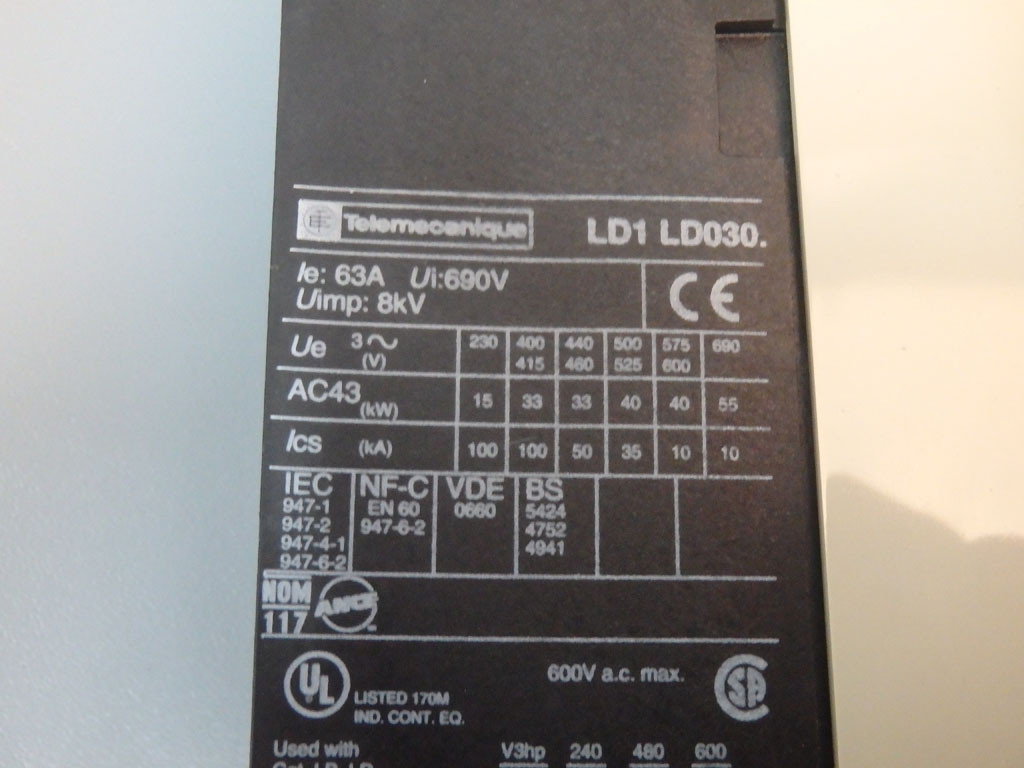 Telemecanique LD1 LD030.
Ie: 63A Ui:690V
Uimp: 8kV
CE
Ue 3~ (V) 230 400 415 440 460 500 525 575 600 690
AC43 (kW) 15 33 33 40 40 55
Ics (kA) 100 100 50 35 10 10
IEC 947-1 947-2 947-4-1 947-6-2
NF-C EN 60 947-6-2
VDE 0660
BS 5424 4752 4941
NOM 117 ANCE
UL LISTED 170M
IND. CONT. EQ.
600V a.c. max.
SA
Used with V3hp 240 480 600